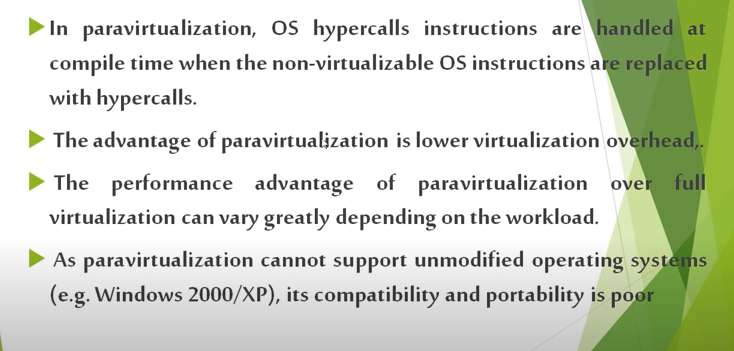 In paravirtualization, OS hypercalls instructions are handled at
compile time when the non-virtualizable OS instructions are replaced
with hypercalls.
The advantage of paravirtualization is lower virtualization overhead,.
The performance advantage of paravirtualization over full
virtualization can vary greatly depending on the workload.
As paravirtualization cannot support unmodified operating systems
(e.g. Windows 2000/XP), its compatibility and portability is poor